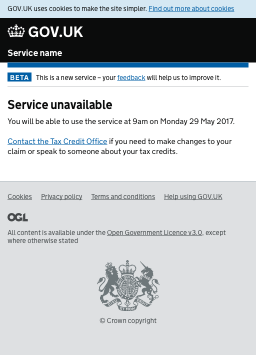 GOV.UK uses cookies to make the site simpler. Find out more about cookies
GOV.UK
Service name
BETA This is a new service – your feedback will help us to improve it.
Service unavailable
You will be able to use the service at 9am on Monday 29 May 2017.
Contact the Tax Credit Office if you need to make changes to your
claim or speak to someone about your tax credits.
Cookies Privacy policy Terms and conditions Help using GOV.UK
OGL
All content is available under the Open Government Licence v3.0, except
where otherwise stated
© Crown copyright